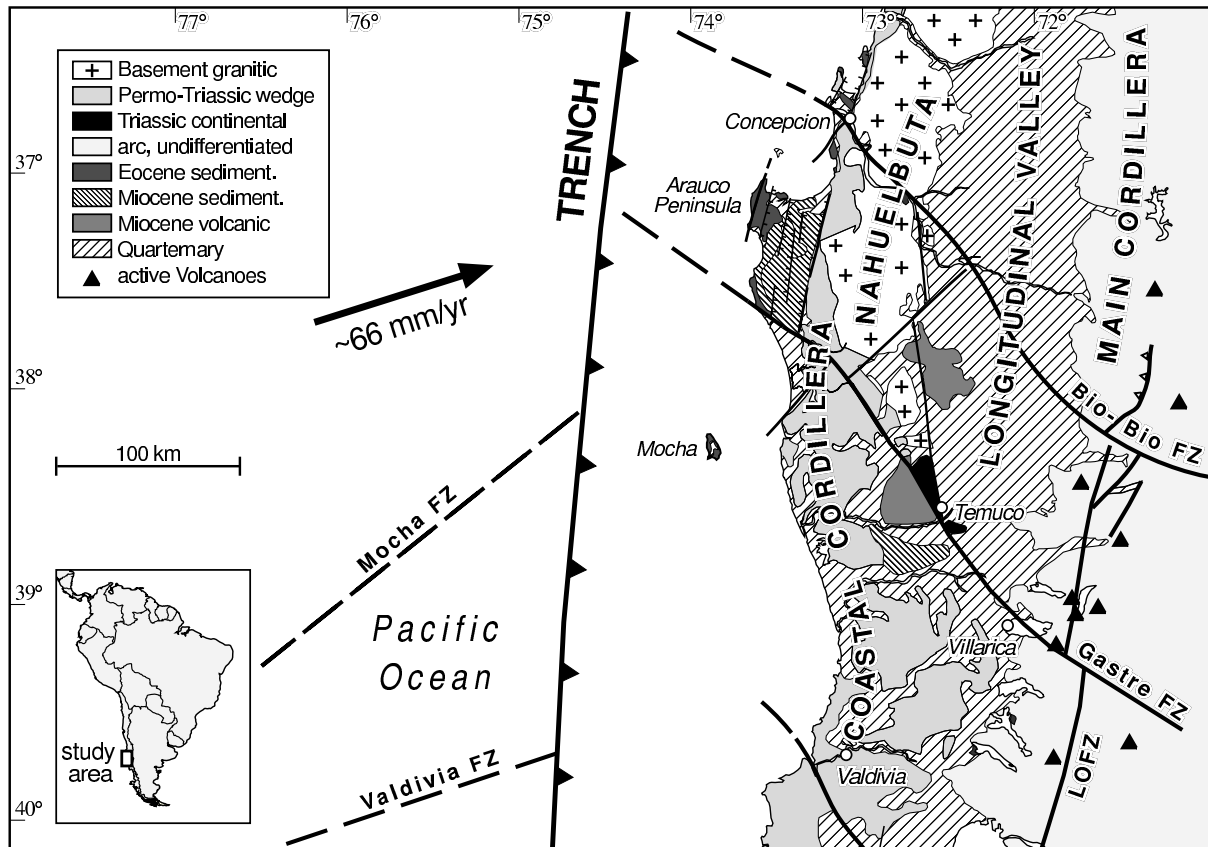 77°
76°
75°
74°
73°
72°
37°
38°
39°
40°
Basement granitic
Permo-Triassic wedge
Triassic continental
arc, undifferentiated
Eocene sediment.
Miocene sediment.
Miocene volcanic
Quarternary
active Volcanoes
~66 mm/yr
100 km
TRENCH
Concepcion
Arauco
Peninsula
Mocha
Mocha FZ
Pacific
Ocean
Valdivia FZ
study
area
NAHUELBUTA
COASTAL CORDILLERA
LONGITUDINAL VALLEY
MAIN CORDILLERA
Bio-Bio FZ
Temuco
Villarica
Gastre FZ
Valdivia
LOFZ